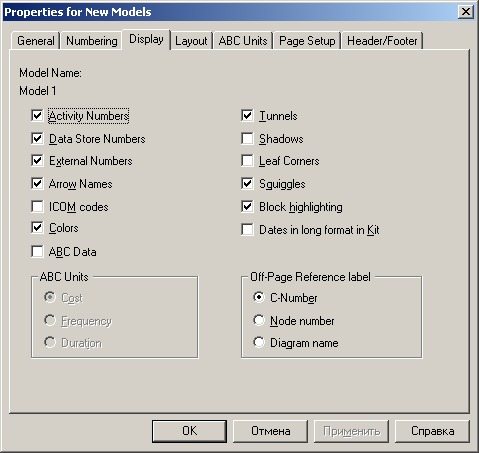 Properties for New Models
General Numbering Display Layout ABC Units Page Setup Header/Footer
Model Name:
Model 1
Activity Numbers
Data Store Numbers
External Numbers
Arrow Names
ICOM codes
Colors
ABC Data
Tunnels
Shadows
Leaf Corners
Squiggles
Block highlighting
Dates in long format in Kit
ABC Units
Cost
Frequency
Duration
Off-Page Reference label
C-Number
Node number
Diagram name
OK Отмена Применить Справка